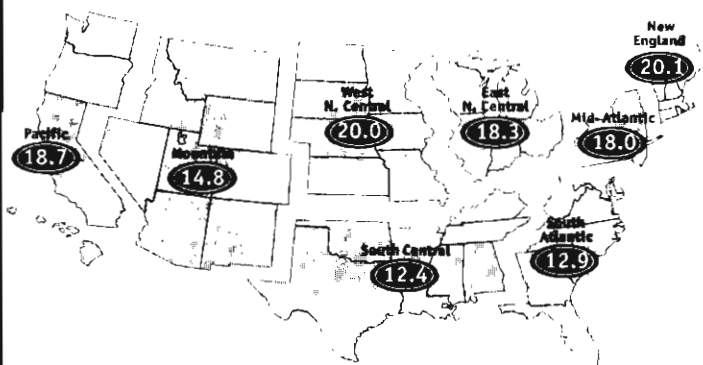 New
England
20.1
West
N. Central
20.0
East
N. Central
18.3
Mid-Atlantic
18.0
Pacific
18.7
Mountain
14.8
South Central
12.4
South
Atlantic
12.9